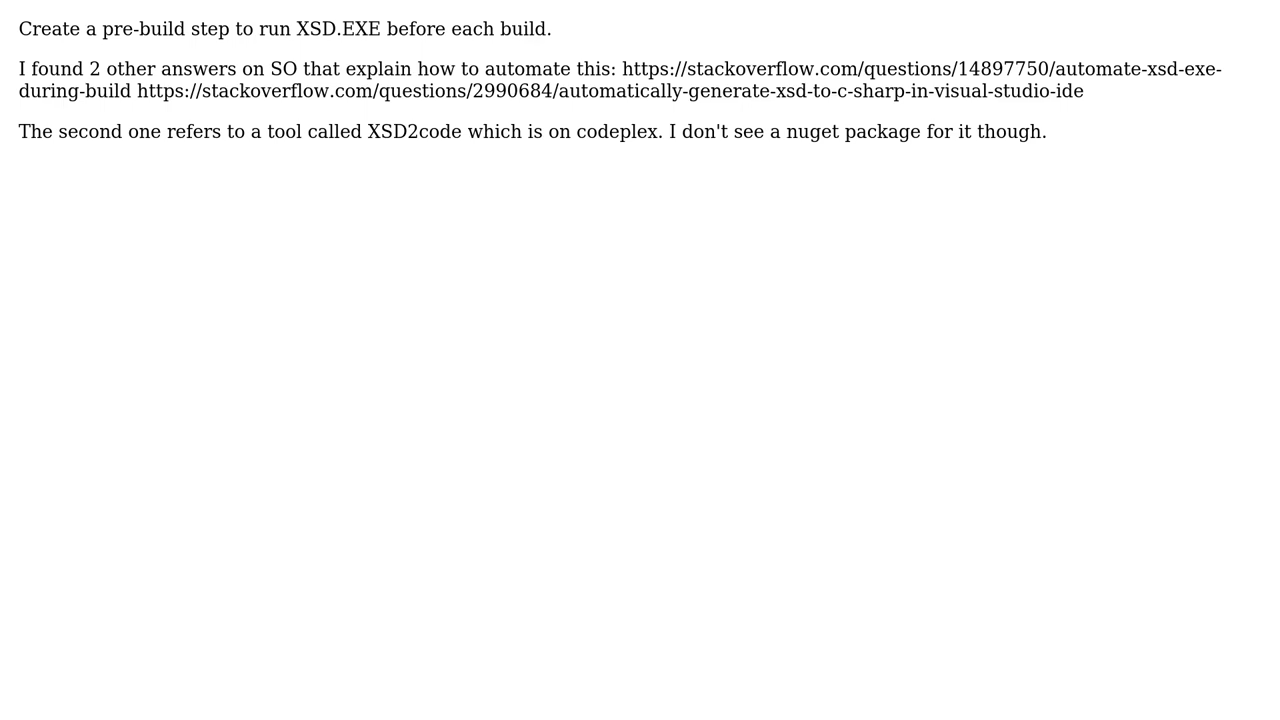 Create a pre-build step to run XSD.EXE before each build.
I found 2 other answers on SO that explain how to automate this: https://stackoverflow.com/questions/14897750/automate-xsd-exe-
during-build https://stackoverflow.com/questions/2990684/automatically-generate-xsd-to-c-sharp-in-visual-studio-ide
The second one refers to a tool called XSD2code which is on codeplex. I don't see a nuget package for it though.